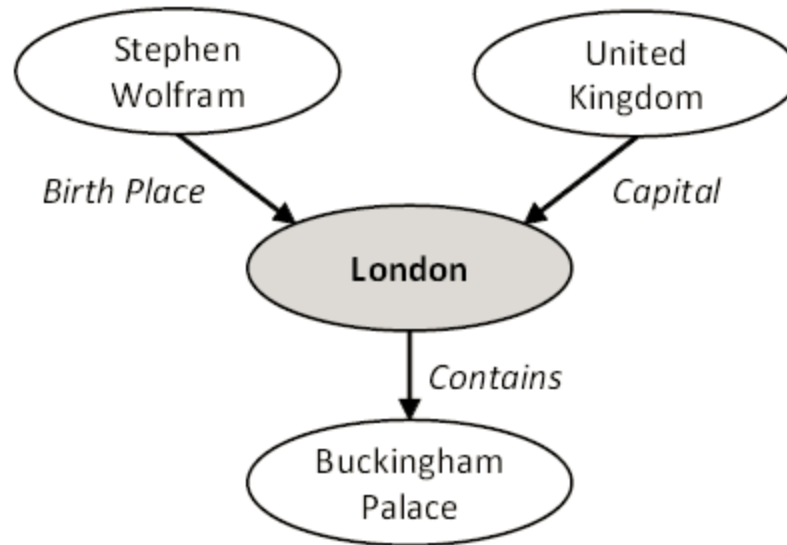 Stephen
Wolfram
United
Kingdom
Birth Place
Capital
London
Contains
Buckingham
Palace